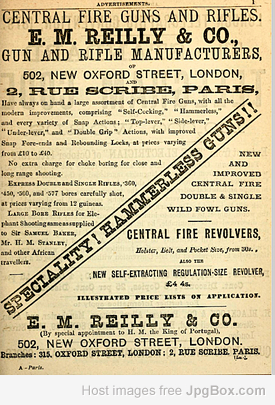 ADVERTISEMENTS. 1
CENTRAL FIRE GUNS AND RIFLES.
E. M. REILLY & CO.,
GUN AND RIFLE MANUFACTURERS,
OF
502, NEW OXFORD STREET, LONDON,
AND
2, RUE SCRIBE, PARIS,
Have always on hand a large assortment of Central Fire Guns, with all the
modern improvements, comprising "Self-Cocking," "Hammerless,"
and every variety of Snap Actions; "Top-lever," "Side-lever,"
"Under-lever," and "Double Grip" Actions, with improved
Snap Fore-ends and Rebounding Locks, at prices varying
from £10 to £40.
No extra charge for choke boring for close and
long range shooting.
EXPRESS DOUBLE AND SINGLE RIFLES, ·360,
·450, ·500, and ·577 bores carefully shot,
at prices varying from 12 guineas.
LARGE BORE RIFLES for Ele-
phant Shooting same as supplied
to Sir SAMUEL BAKER,
Mr. H. M. STANLEY,
and other African
travellers.
SPECIALITY! HAMMERLESS GUNS!!
NEW
AND
IMPROVED
CENTRAL FIRE
DOUBLE & SINGLE
WILD FOWL GUNS.
CENTRAL FIRE REVOLVERS,
Holster, Belt, and Pocket Size, from 30s.
ALSO THE
NEW SELF-EXTRACTING REGULATION-SIZE REVOLVER,
£4 4s.
ILLUSTRATED PRICE LISTS ON APPLICATION.
E. M. REILLY & CO.
(By special appointment to H. M. the King of Portugal),
502, NEW OXFORD STREET, LONDON.
Branches: 315, OXFORD STREET, LONDON; 2, RUE SCRIBE, PARIS.
A - Paris.
Host images free JpgBox.com